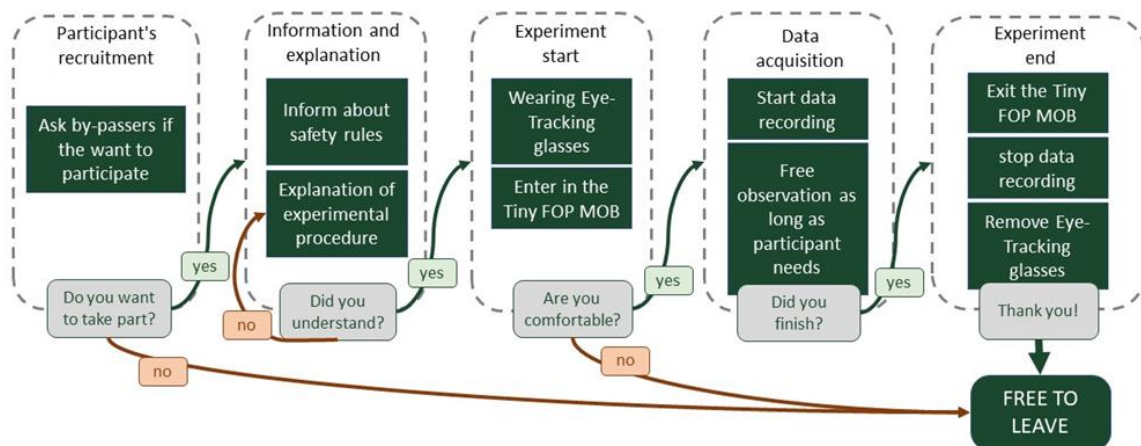 Participant's
recruitment
Ask by-passers if
the want to
participate
Do you want
to take part?
yes
no
Information and
explanation
Inform about
safety rules
Explanation of
experimental
procedure
Did you
understand?
yes
no
Experiment
start
Wearing Eye-
Tracking
glasses
Enter in the
Tiny FOP MOB
Are you
comfortable?
yes
no
Data
acquisition
Start data
recording
Free
observation as
long as
participant
needs
Did you
finish?
yes
Experiment
end
Exit the Tiny
FOP MOB
stop data
recording
Remove Eye-
Tracking
glasses
Thank you!
FREE TO
LEAVE